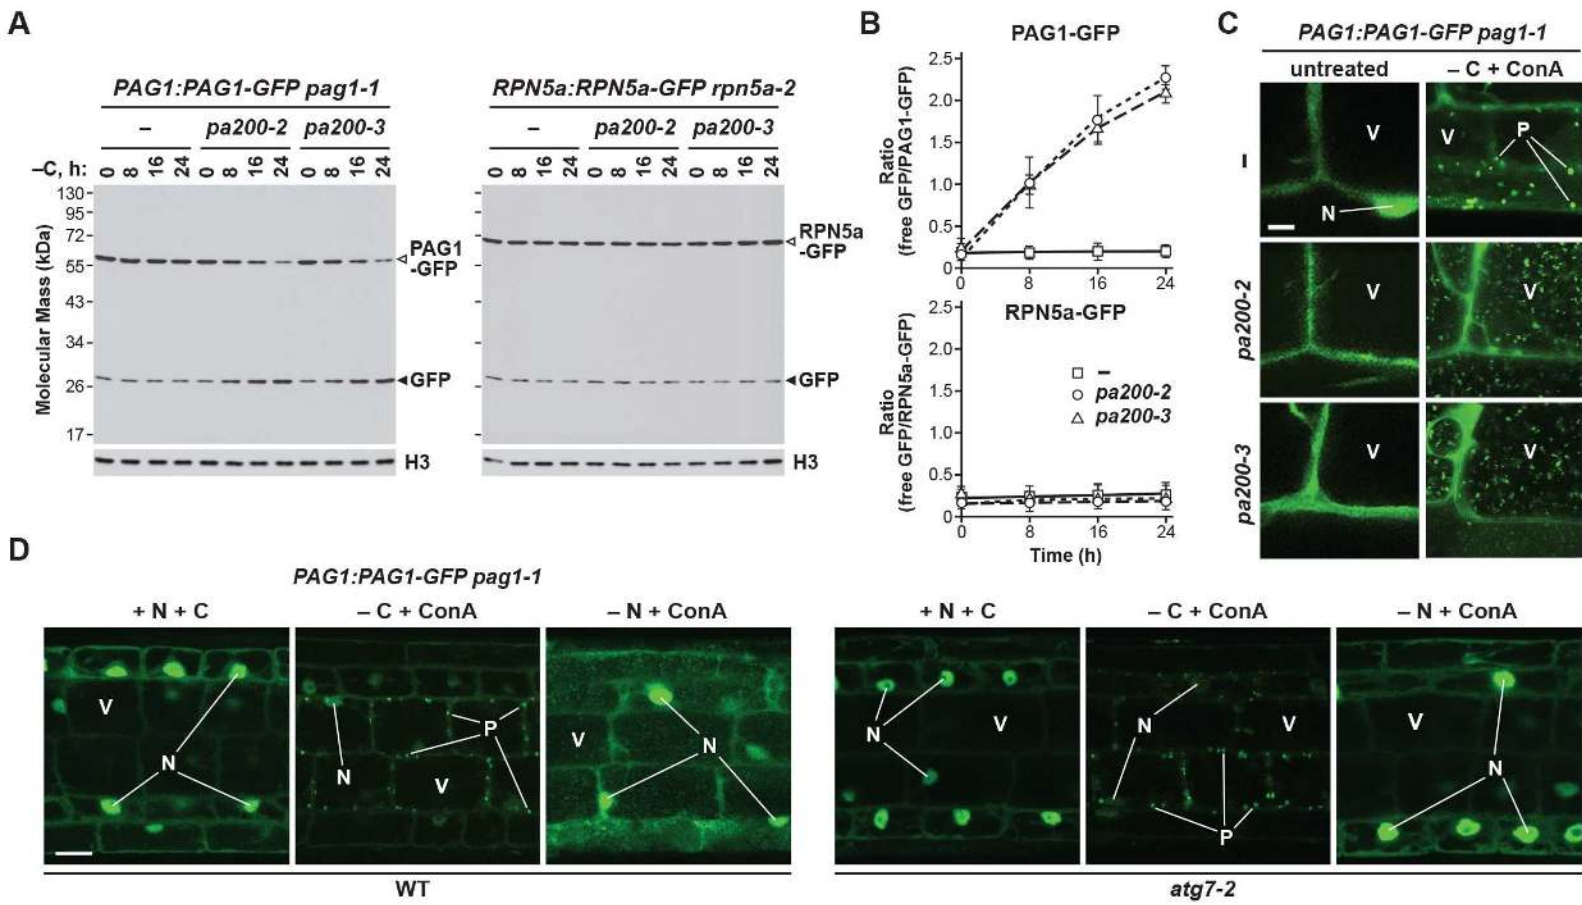 A
PAG1:PAG1-GFP pag1-1
– pa200-2 pa200-3
–C, h: 0 8 16 24 0 8 16 24 0 8 16 24
Molecular Mass (kDa)
130
95
72
55
43
34
26
17
PAG1
-GFP
GFP
H3
RPN5a:RPN5a-GFP rpn5a-2
– pa200-2 pa200-3
0 8 16 24 0 8 16 24 0 8 16 24
RPN5a
-GFP
GFP
H3
B
PAG1-GFP
Ratio
(free GFP/PAG1-GFP)
2.5
2.0
1.5
1.0
0.5
0
0 8 16 24
RPN5a-GFP
Ratio
(free GFP/RPN5a-GFP)
2.5
2.0
1.5
1.0
0.5
0
–
pa200-2
pa200-3
0 8 16 24
Time (h)
C
PAG1:PAG1-GFP pag1-1
untreated – C + ConA
–
V
N
V P
pa200-2
V V
pa200-3
V V
D
PAG1:PAG1-GFP pag1-1
+ N + C – C + ConA – N + ConA
V
N
P
N V
V N
WT
+ N + C – C + ConA – N + ConA
N V
N V
P
V
N
atg7-2